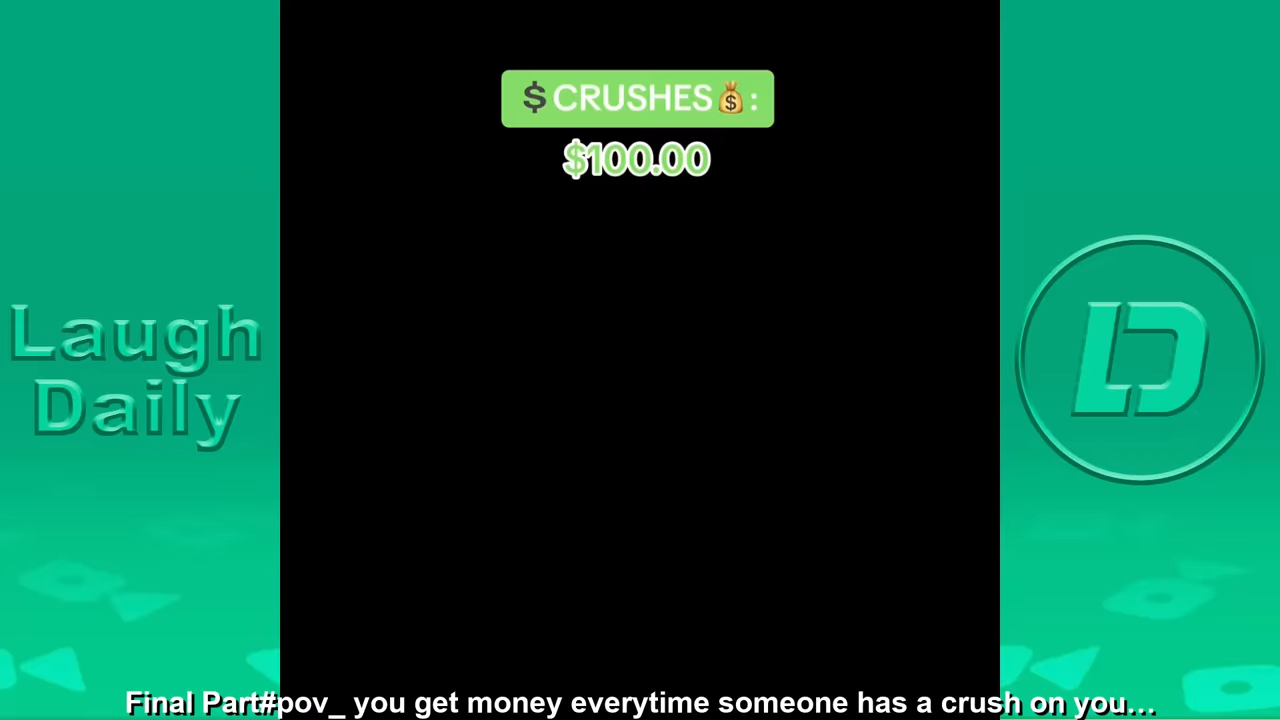 $CRUSHES💰:
$100.00
Laugh
Daily
LD
Final Part#pov_ you get money everytime someone has a crush on you...